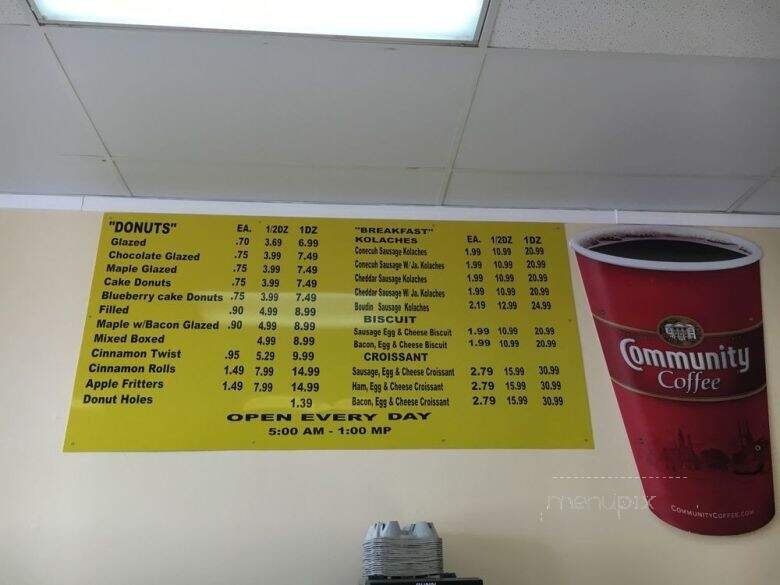 "DONUTS" EA. 1/2DZ 1DZ
Glazed .70 3.69 6.99
Chocolate Glazed .75 3.99 7.49
Maple Glazed .75 3.99 7.49
Cake Donuts .75 3.99 7.49
Blueberry cake Donuts .75 3.99 7.49
Filled .90 4.99 8.99
Maple w/Bacon Glazed .90 4.99 8.99
Mixed Boxed 4.99 8.99
Cinnamon Twist .95 5.29 9.99
Cinnamon Rolls 1.49 7.99 14.99
Apple Fritters 1.49 7.99 14.99
Donut Holes 1.39
"BREAKFAST"
KOLACHES EA. 1/2DZ 1DZ
Conecuh Sausage Kolaches 1.99 10.99 20.99
Conecuh Sausage W/ Ja. Kolaches 1.99 10.99 20.99
Cheddar Sausage Kolaches 1.99 10.99 20.99
Cheddar Sausage W/ Ja. Kolaches 1.99 10.99 20.99
Boudin Sausage Kolaches 2.19 12.99 24.99
BISCUIT
Sausage Egg & Cheese Biscuit 1.99 10.99 20.99
Bacon, Egg & Cheese Biscuit 1.99 10.99 20.99
CROISSANT
Sausage, Egg & Cheese Croissant 2.79 15.99 30.99
Ham, Egg & Cheese Croissant 2.79 15.99 30.99
Bacon, Egg & Cheese Croissant 2.79 15.99 30.99
OPEN EVERY DAY
5:00 AM - 1:00 MP
Community
Coffee
COMMUNITYCOFFEE.COM
menupix